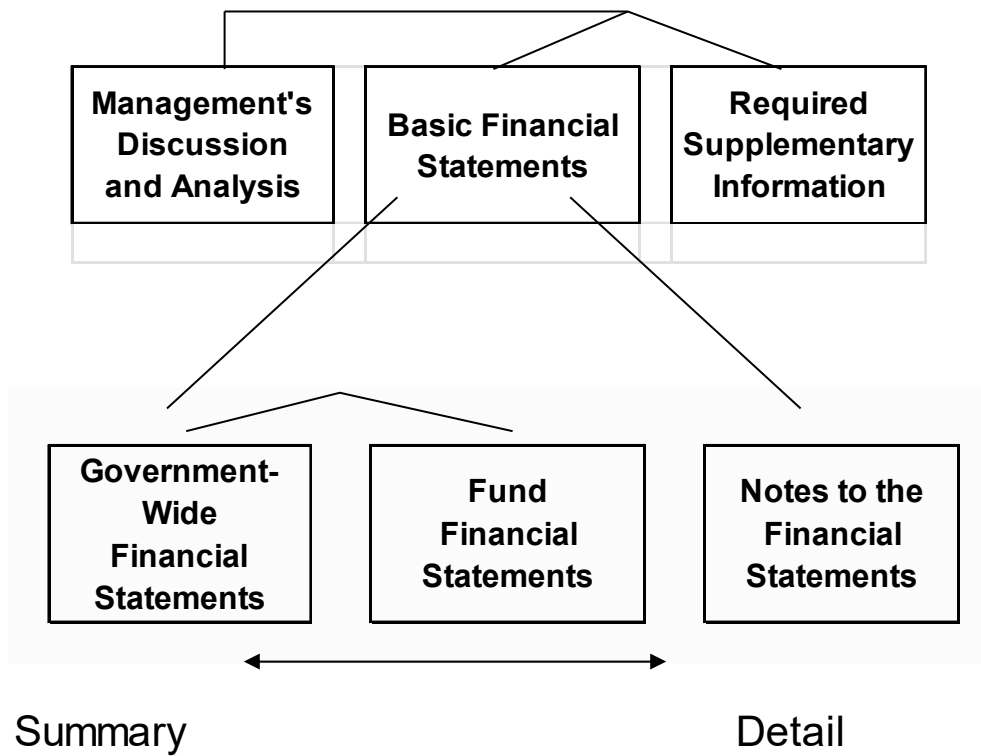 Management's
Discussion
and Analysis
Basic Financial
Statements
Required
Supplementary
Information
Government-
Wide
Financial
Statements
Fund
Financial
Statements
Notes to the
Financial
Statements
Summary
Detail